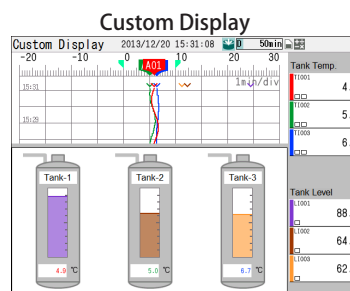 Custom Display
Custom Display 2013/12/20 15:31:08 D 50min
-20 -10 0 10 20 30
A01
1min/div
15:31
15:29
Tank Temp.
TI001
4.
TI002
5.
TI003
6.
Tank-1 Tank-2 Tank-3
4.9 °C 5.0 °C 6.7 °C
Tank Level
LI001
88.
LI002
64.
LI003
62.